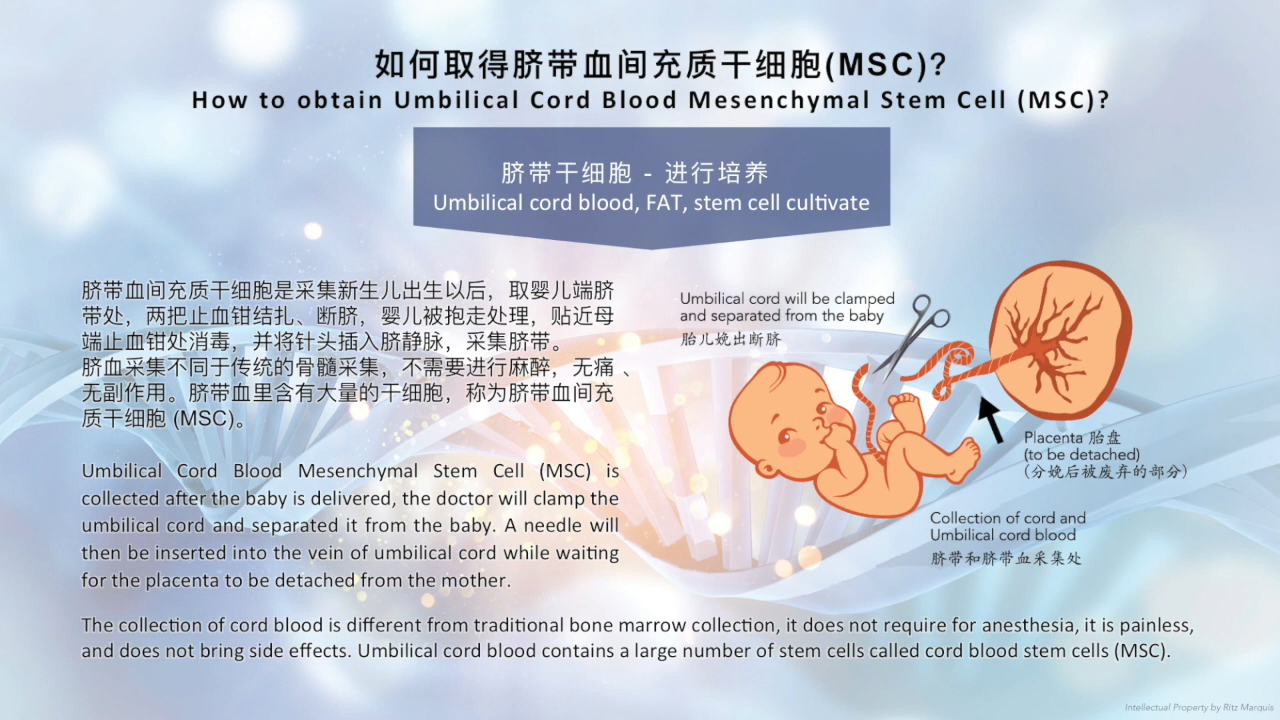 如何取得脐带血间充质干细胞(MSC)?
How to obtain Umbilical Cord Blood Mesenchymal Stem Cell (MSC)?
脐带干细胞 - 进行培养
Umbilical cord blood, FAT, stem cell cultivate
脐带血间充质干细胞是采集新生儿出生以后，取婴儿端脐
带处，两把止血钳结扎、断脐，婴儿被抱走处理，贴近母
端止血钳处消毒，并将针头插入脐静脉，采集脐带。
脐血采集不同于传统的骨髓采集，不需要进行麻醉，无痛、
无副作用。脐带血里含有大量的干细胞，称为脐带血间充
质干细胞 (MSC)。
Umbilical Cord Blood Mesenchymal Stem Cell (MSC) is
collected after the baby is delivered, the doctor will clamp the
umbilical cord and separated it from the baby. A needle will
then be inserted into the vein of umbilical cord while waiting
for the placenta to be detached from the mother.
Umbilical cord will be clamped
and separated from the baby
胎儿娩出断脐
Placenta 胎盘
(to be detached)
(分娩后被废弃的部分)
Collection of cord and
Umbilical cord blood
脐带和脐带血采集处
The collection of cord blood is different from traditional bone marrow collection, it does not require for anesthesia, it is painless,
and does not bring side effects. Umbilical cord blood contains a large number of stem cells called cord blood stem cells (MSC).
Intellectual Property by Ritz Marquis